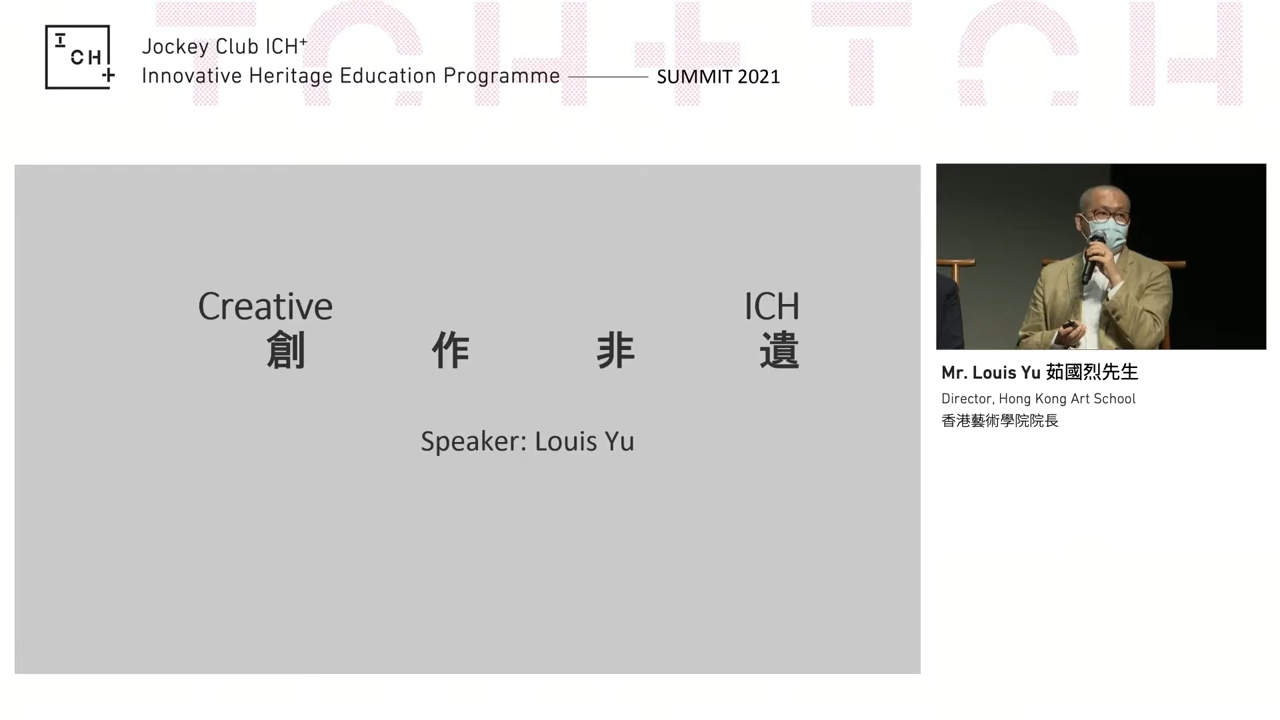 I
CH
+
Jockey Club ICH+
Innovative Heritage Education Programme
SUMMIT 2021
ICH+ ICH
Creative ICH
創 作 非 遺
Speaker: Louis Yu
Mr. Louis Yu 茹國烈先生
Director, Hong Kong Art School
香港藝術學院院長